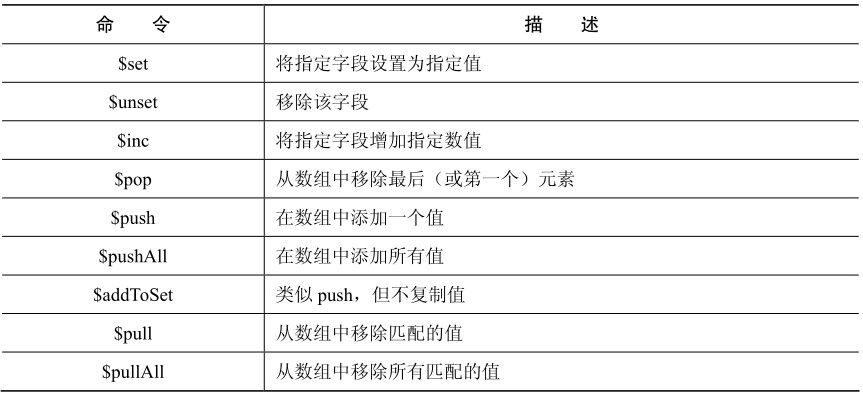 命 令 描 述
$set 将指定字段设置为指定值
$unset 移除该字段
$inc 将指定字段增加指定数值
$pop 从数组中移除最后（或第一个）元素
$push 在数组中添加一个值
$pushAll 在数组中添加所有值
$addToSet 类似 push，但不复制值
$pull 从数组中移除匹配的值
$pullAll 从数组中移除所有匹配的值